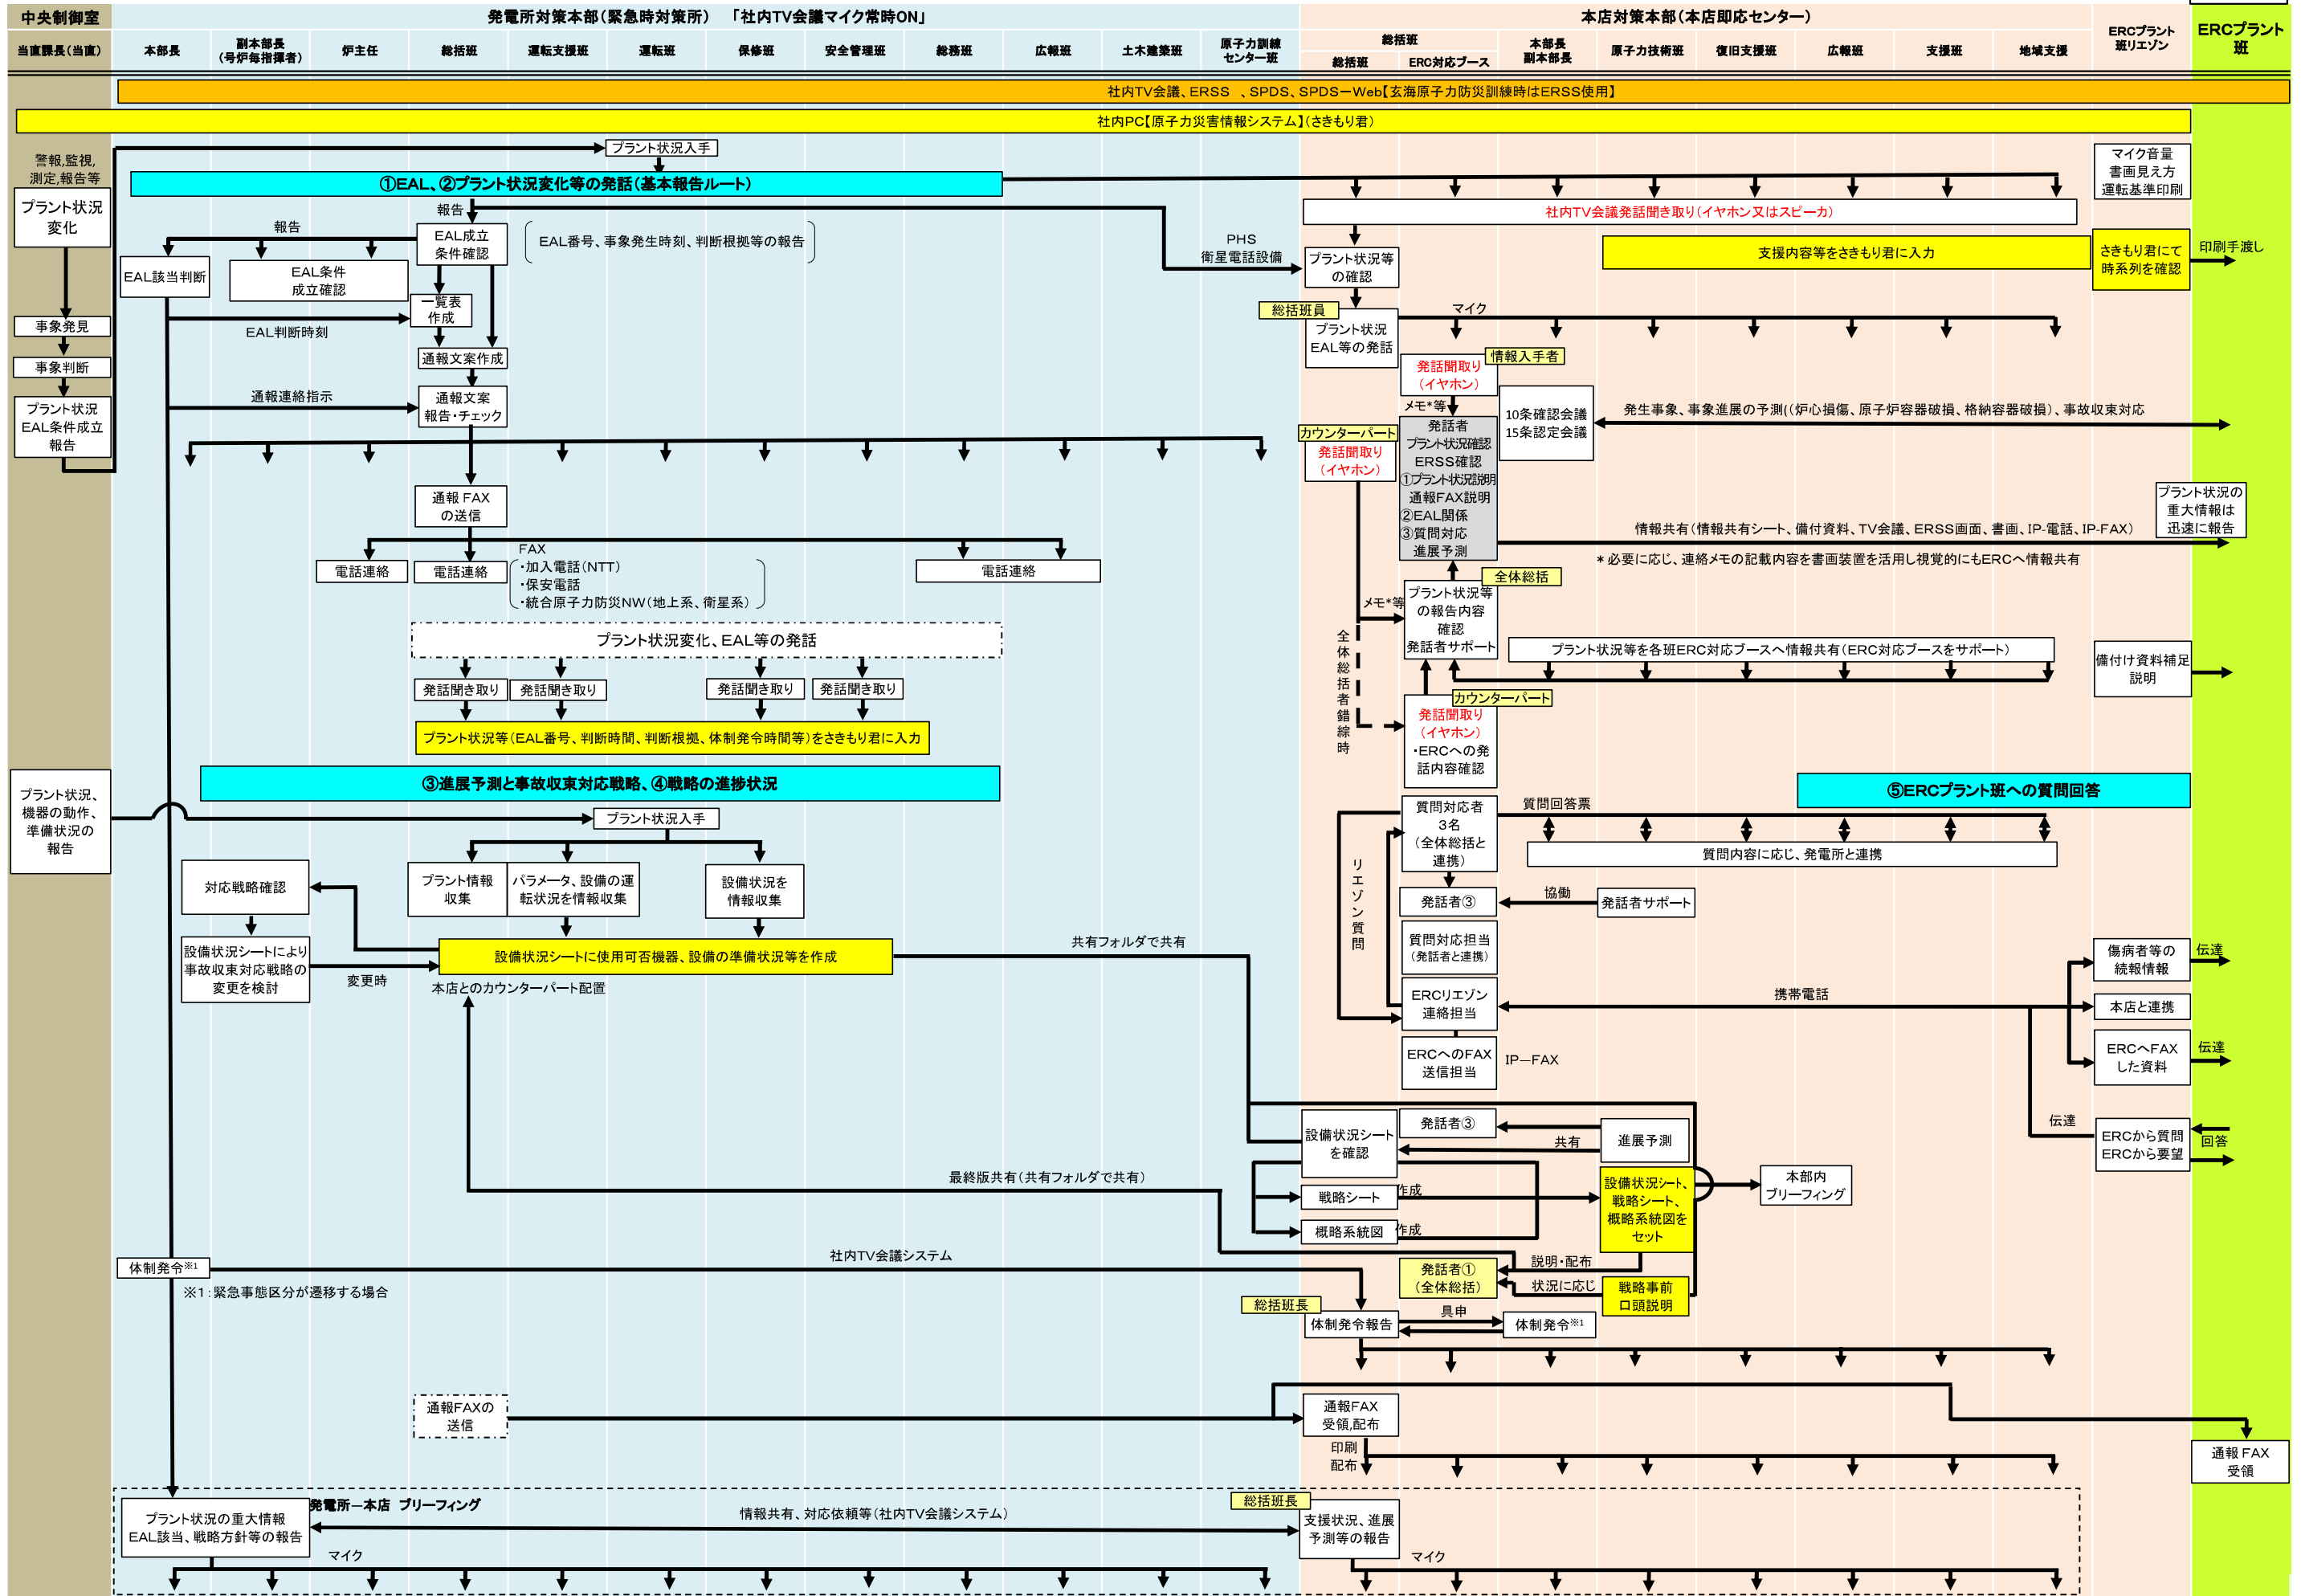 中央制御室
発電所対策本部(緊急時対策所) 「社内TV会議マイク常時ON」
本店対策本部(本店即応センター)
ERCプラント
班リエゾン
ERCプラント
班
当直課長(当直)
本部長
副本部長
(号炉毎指揮者)
炉主任
総括班
運転支援班
運転班
保修班
安全管理班
総務班
広報班
土木建築班
原子力訓練
センター班
総括班
総括班
ERC対応ブース
本部長
副本部長
原子力技術班
復旧支援班
広報班
支援班
地域支援
社内TV会議、ERSS 、SPDS、SPDSーWeb【玄海原子力防災訓練時はERSS使用】
社内PC【原子力災害情報システム】(さきもり君)
警報,監視,
測定,報告等
プラント状況
変化
事象発見
事象判断
プラント状況
EAL条件成立
報告
プラント状況入手
①EAL、②プラント状況変化等の発話(基本報告ルート)
マイク音量
書画見え方
運転基準印刷
社内TV会議発話聞き取り(イヤホン又はスピーカ)
報告
報告
EAL成立
条件確認
EAL番号、事象発生時刻、判断根拠等の報告
PHS
衛星電話設備
プラント状況等
の確認
支援内容等をさきもり君に入力
さきもり君にて
時系列を確認
印刷手渡し
EAL該当判断
EAL条件
成立確認
一覧表
作成
EAL判断時刻
総括班員
プラント状況
EAL等の発話
マイク
通報文案作成
情報入手者
発話聞取り
(イヤホン)
メモ*等
通報連絡指示
通報文案
報告・チェック
10条確認会議
15条認定会議
発生事象、事象進展の予測((炉心損傷、原子炉容器破損、格納容器破損)、事故収束対応
カウンターパート
発話聞取り
(イヤホン)
発話者
プラント状況確認
ERSS確認
①プラント状況説明
通報FAX説明
②EAL関係
③質問対応
進展予測
通報 FAX
の送信
プラント状況の
重大情報は
迅速に報告
情報共有(情報共有シート、備付資料、TV会議、ERSS画面、書画、IP-電話、IP-FAX)
*必要に応じ、連絡メモの記載内容を書画装置を活用し視覚的にもERCへ情報共有
電話連絡
電話連絡
FAX
・加入電話(NTT)
・保安電話
・統合原子力防災NW(地上系、衛星系)
電話連絡
全体総括
プラント状況等
の報告内容
確認
発話者サポート
メモ*等
全体総括者錯綜時
プラント状況変化、EAL等の発話
発話聞き取り
発話聞き取り
発話聞き取り
発話聞き取り
プラント状況等を各班ERC対応ブースへ情報共有(ERC対応ブースをサポート)
備付け資料補足
説明
カウンターパート
発話聞取り
(イヤホン)
・ERCへの発
話内容確認
プラント状況等(EAL番号、判断時間、判断根拠、体制発令時間等)をさきもり君に入力
③進展予測と事故収束対応戦略、④戦略の進捗状況
⑤ERCプラント班への質問回答
プラント状況、
機器の動作、
準備状況の
報告
プラント状況入手
質問対応者
3名
(全体総括と
連携)
質問回答票
質問内容に応じ、発電所と連携
リエゾン質問
対応戦略確認
プラント情報
収集
パラメータ、設備の運
転状況を情報収集
設備状況を
情報収集
発話者③
協働
発話者サポート
設備状況シートにより
事故収束対応戦略の
変更を検討
変更時
設備状況シートに使用可否機器、設備の準備状況等を作成
共有フォルダで共有
質問対応担当
(発話者と連携)
傷病者等の
続報情報
伝達
本店とのカウンターパート配置
ERCリエゾン
連絡担当
携帯電話
本店と連携
ERCへのFAX
送信担当
IP－FAX
ERCへFAX
した資料
伝達
設備状況シート
を確認
発話者③
共有
進展予測
伝達
ERCから質問
ERCから要望
回答
最終版共有(共有フォルダで共有)
戦略シート
作成
概略系統図
作成
設備状況シート、
戦略シート、
概略系統図を
セット
本部内
ブリーフィング
体制発令※1
※1:緊急事態区分が遷移する場合
社内TV会議システム
発話者①
(全体総括)
説明・配布
状況に応じ
戦略事前
口頭説明
総括班長
体制発令報告
具申
体制発令※1
通報FAXの
送信
通報FAX
受領,配布
印刷
配布
通報 FAX
受領
発電所－本店 ブリーフィング
プラント状況の重大情報
EAL該当、戦略方針等の報告
情報共有、対応依頼等(社内TV会議システム)
総括班長
支援状況、進展
予測等の報告
マイク
マイク